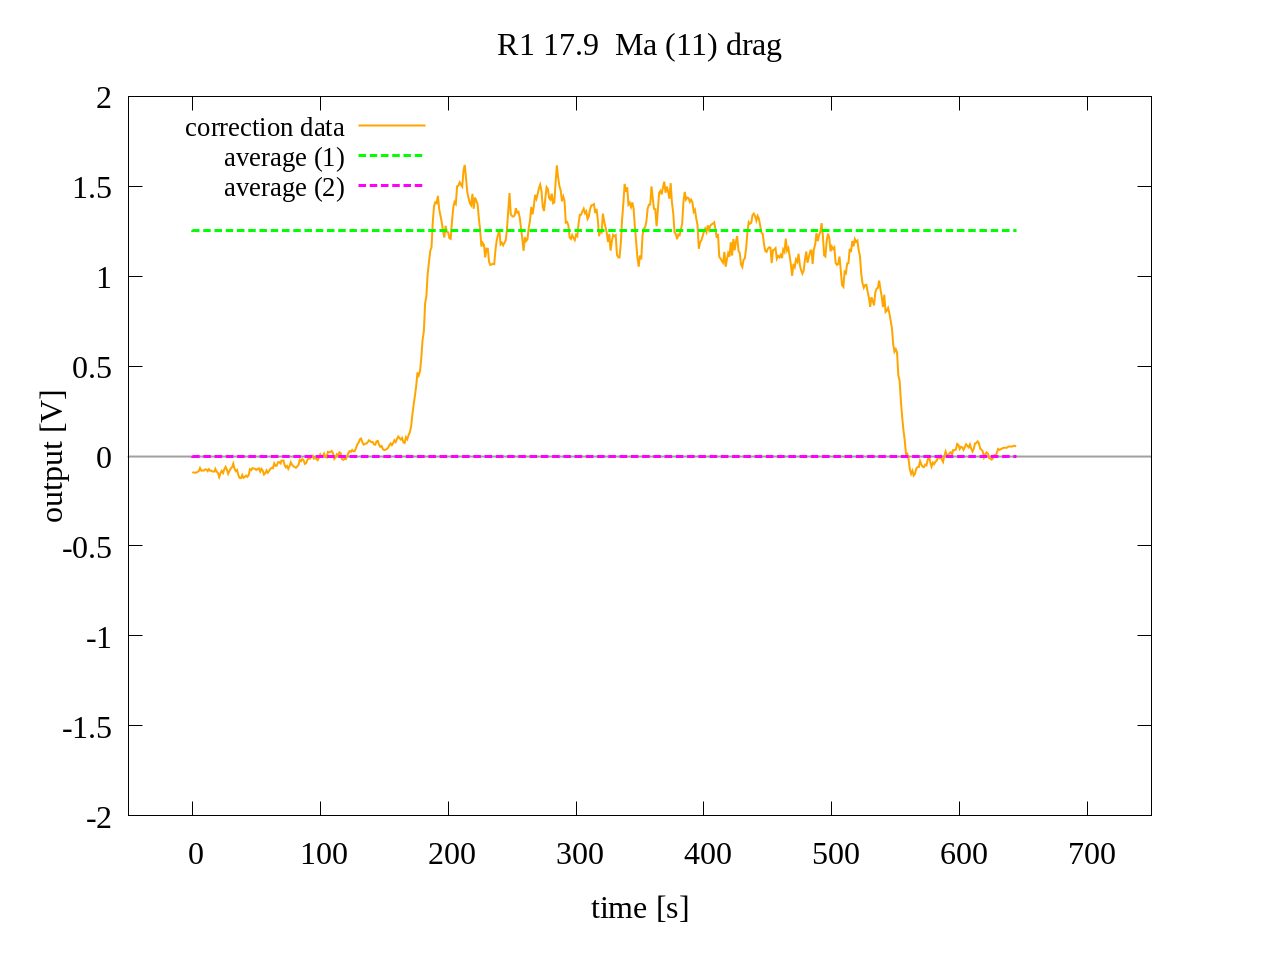 R1 17.9  Ma (11) drag
correction data
average (1)
average (2)
2
1.5
1
0.5
0
-0.5
-1
-1.5
-2
output [V]
0 100 200 300 400 500 600 700
time [s]